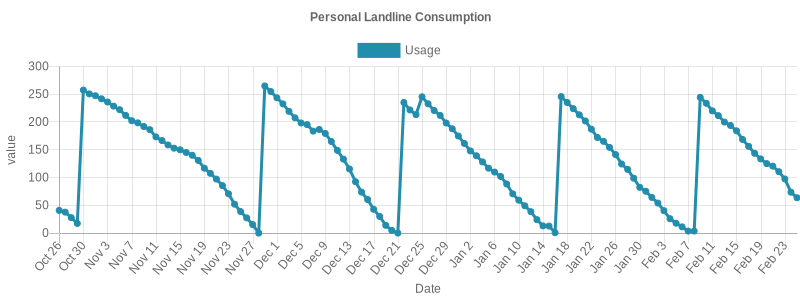 Personal Landline Consumption
Usage
300
250
200
150
100
50
0
value
Oct 26
Oct 30
Nov 3
Nov 7
Nov 11
Nov 15
Nov 19
Nov 23
Nov 27
Dec 1
Dec 5
Dec 9
Dec 13
Dec 17
Dec 21
Dec 25
Dec 29
Jan 2
Jan 6
Jan 10
Jan 14
Jan 18
Jan 22
Jan 26
Jan 30
Feb 3
Feb 7
Feb 11
Feb 15
Feb 19
Feb 23
Date